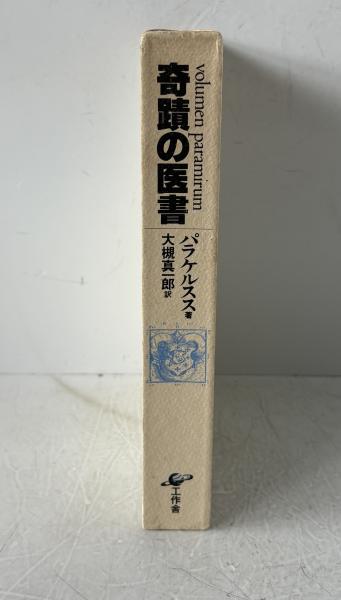 volumen paramirum
奇蹟の医書
パラケルスス著
大槻真一郎訳
工作舎